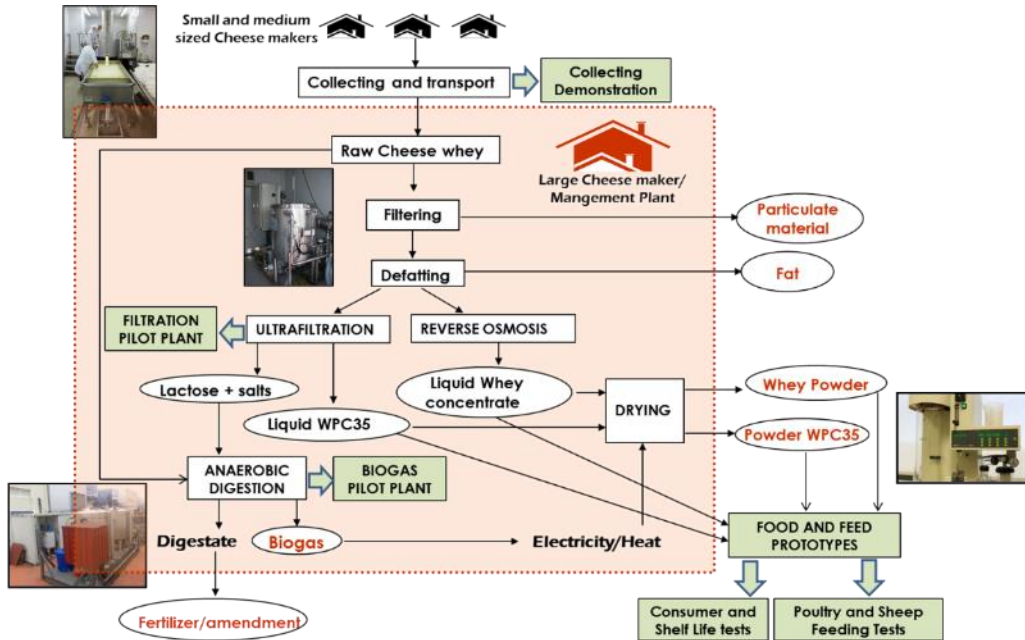 Small and medium
sized Cheese makers
Collecting and transport
Collecting
Demonstration
Raw Cheese whey
Large Cheese maker/
Mangement Plant
Filtering
Particulate
material
Defatting
Fat
FILTRATION
PILOT PLANT
ULTRAFILTRATION
REVERSE OSMOSIS
Lactose + salts
Liquid Whey
concentrate
Whey Powder
DRYING
Liquid WPC35
Powder WPC35
ANAEROBIC
DIGESTION
BIOGAS
PILOT PLANT
Digestate
Biogas
Electricity/Heat
FOOD AND FEED
PROTOTYPES
Fertilizer/amendment
Consumer and
Shelf Life tests
Poultry and Sheep
Feeding Tests